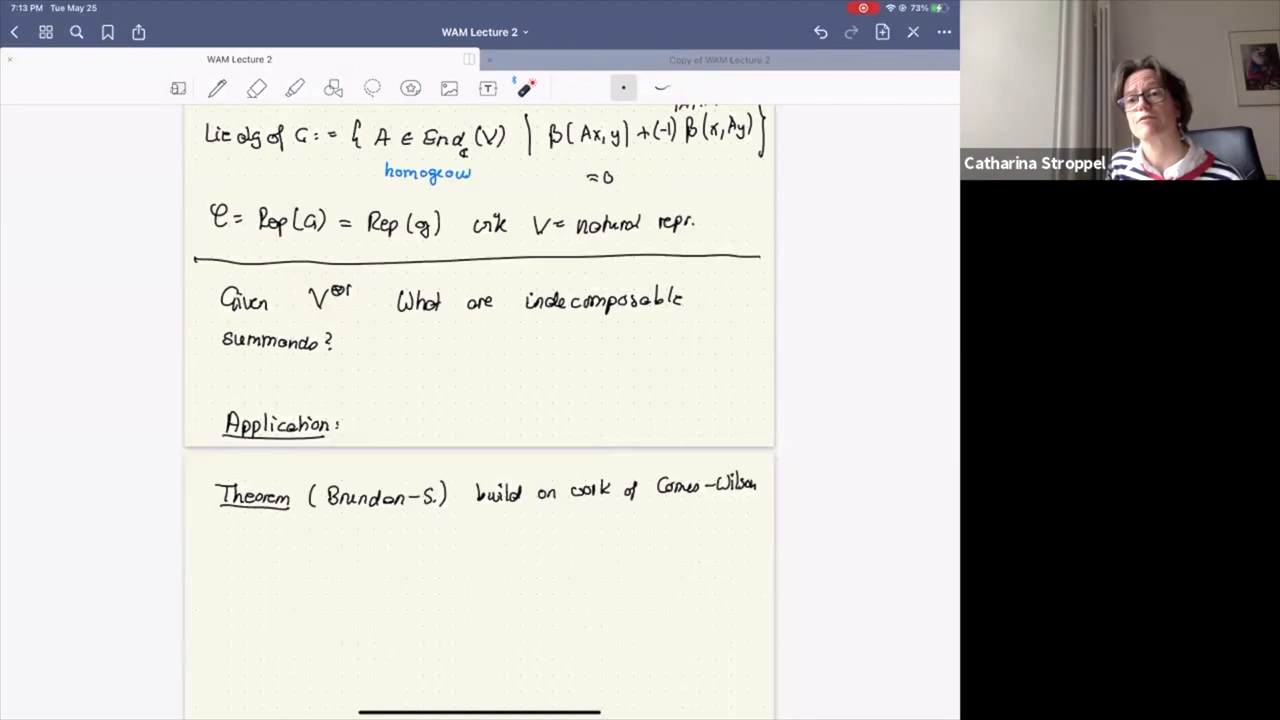 7:13 PM Tue May 25
WAM Lecture 2
73%
WAM Lecture 2
Copy of WAM Lecture 2
Lie alg of G := { A ∈ End_ℂ (V) | β(Ax, y) + (-1) β(x, Ay) }
homogeow
= 0
𝒞 = Rep(G) = Rep(𝔤) with V = natural repr.
Given V^{⊗r} What are indecomposable
summands?
Application:
Theorem (Brundan-S.) build on work of Comes-Wilson
Catharina Stroppel